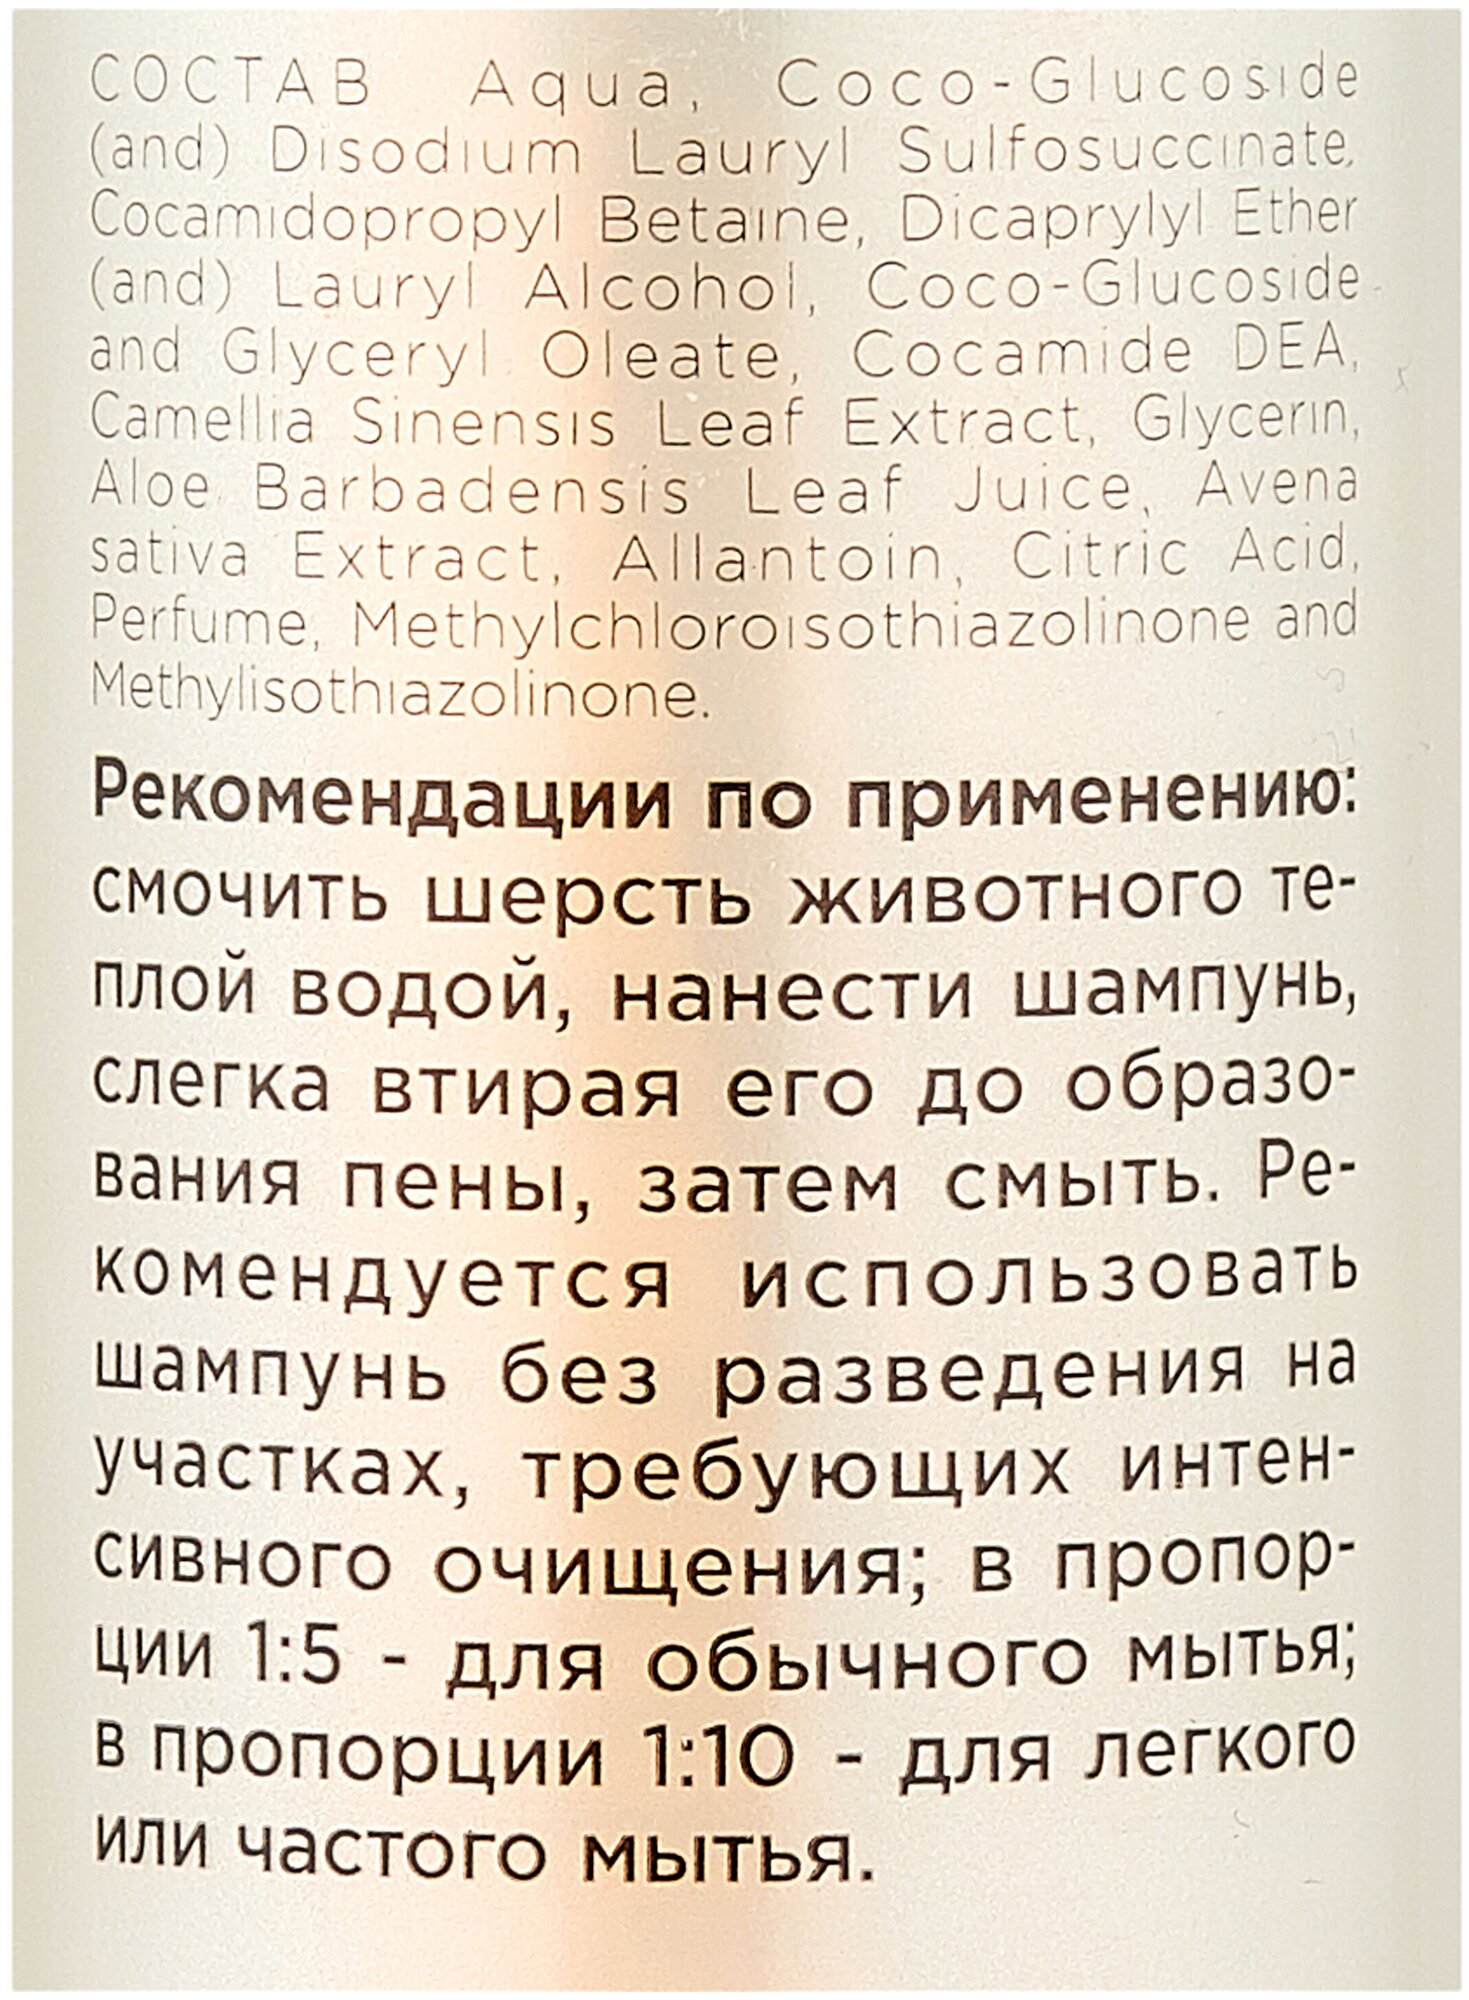 СОСТАВ Aqua, Coco-Glucoside
(and) Disodium Lauryl Sulfosuccinate,
Cocamidopropyl Betaine, Dicaprylyl Ether
(and) Lauryl Alcohol, Coco-Glucoside
and Glyceryl Oleate, Cocamide DEA,
Camellia Sinensis Leaf Extract, Glycerin,
Aloe Barbadensis Leaf Juice, Avena
sativa Extract, Allantoin, Citric Acid,
Perfume, Methylchloroisothiazolinone and
Methylisothiazolinone.
Рекомендации по применению:
смочить шерсть животного те-
плой водой, нанести шампунь,
слегка втирая его до образо-
вания пены, затем смыть. Ре-
комендуется использовать
шампунь без разведения на
участках, требующих интен-
сивного очищения; в пропор-
ции 1:5 - для обычного мытья;
в пропорции 1:10 - для легкого
или частого мытья.